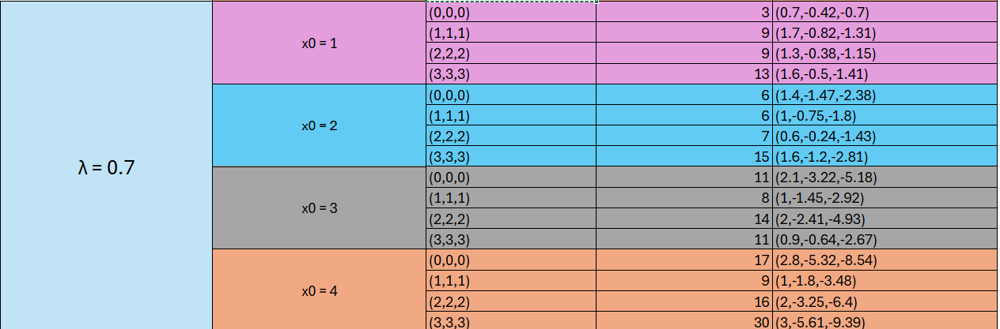 λ = 0.7
x0 = 1
(0,0,0) 3 (0.7,-0.42,-0.7)
(1,1,1) 9 (1.7,-0.82,-1.31)
(2,2,2) 9 (1.3,-0.38,-1.15)
(3,3,3) 13 (1.6,-0.5,-1.41)
x0 = 2
(0,0,0) 6 (1.4,-1.47,-2.38)
(1,1,1) 6 (1,-0.75,-1.8)
(2,2,2) 7 (0.6,-0.24,-1.43)
(3,3,3) 15 (1.6,-1.2,-2.81)
x0 = 3
(0,0,0) 11 (2.1,-3.22,-5.18)
(1,1,1) 8 (1,-1.45,-2.92)
(2,2,2) 14 (2,-2.41,-4.93)
(3,3,3) 11 (0.9,-0.64,-2.67)
x0 = 4
(0,0,0) 17 (2.8,-5.32,-8.54)
(1,1,1) 9 (1,-1.8,-3.48)
(2,2,2) 16 (2,-3.25,-6.4)
(3,3,3) 30 (3,-5.61,-9.39)